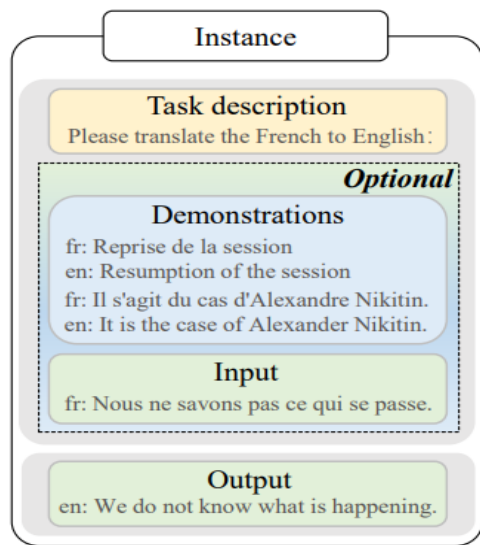 Instance
Task description
Please translate the French to English:
Optional
Demonstrations
fr: Reprise de la session
en: Resumption of the session
fr: Il s'agit du cas d'Alexandre Nikitin.
en: It is the case of Alexander Nikitin.
Input
fr: Nous ne savons pas ce qui se passe.
Output
en: We do not know what is happening.